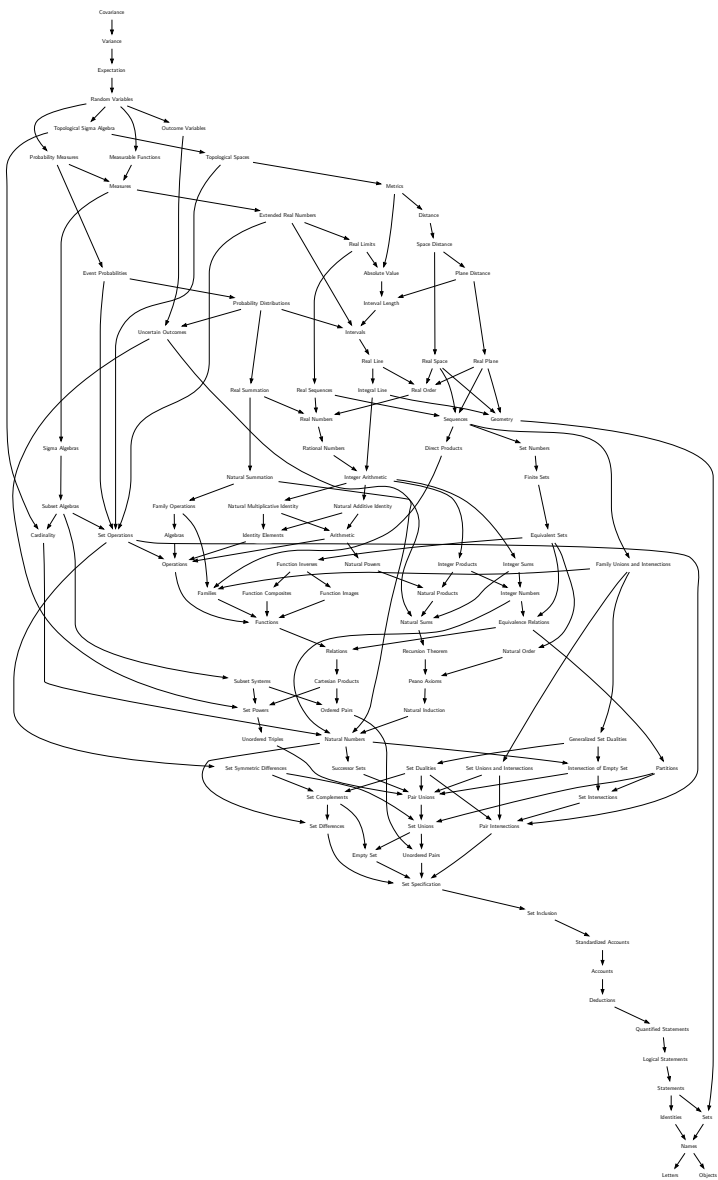 Covariance
Variance
Expectation
Random Variables
Topological Sigma Algebra
Outcome Variables
Probability Measures
Measurable Functions
Topological Spaces
Measures
Metrics
Extended Real Numbers
Distance
Real Limits
Space Distance
Event Probabilities
Absolute Value
Plane Distance
Probability Distributions
Interval Length
Uncertain Outcomes
Intervals
Real Line
Real Space
Real Plane
Real Summation
Real Sequences
Integral Line
Real Order
Real Numbers
Sequences
Geometry
Sigma Algebras
Rational Numbers
Direct Products
Set Numbers
Natural Summation
Integer Arithmetic
Finite Sets
Subset Algebras
Family Operations
Natural Multiplicative Identity
Natural Additive Identity
Cardinality
Set Operations
Algebras
Identity Elements
Arithmetic
Equivalent Sets
Operations
Function Inverses
Natural Powers
Integer Products
Integer Sums
Family Unions and Intersections
Families
Function Composites
Function Images
Natural Products
Integer Numbers
Functions
Natural Sums
Equivalence Relations
Relations
Recursion Theorem
Natural Order
Subset Systems
Cartesian Products
Peano Axioms
Set Powers
Ordered Pairs
Natural Induction
Unordered Triples
Natural Numbers
Generalized Set Dualities
Set Symmetric Differences
Successor Sets
Set Dualities
Set Unions and Intersections
Intersection of Empty Set
Partitions
Set Complements
Pair Unions
Set Intersections
Set Differences
Set Unions
Pair Intersections
Empty Set
Unordered Pairs
Set Specification
Set Inclusion
Standardized Accounts
Accounts
Deductions
Quantified Statements
Logical Statements
Statements
Identities
Sets
Names
Letters
Objects